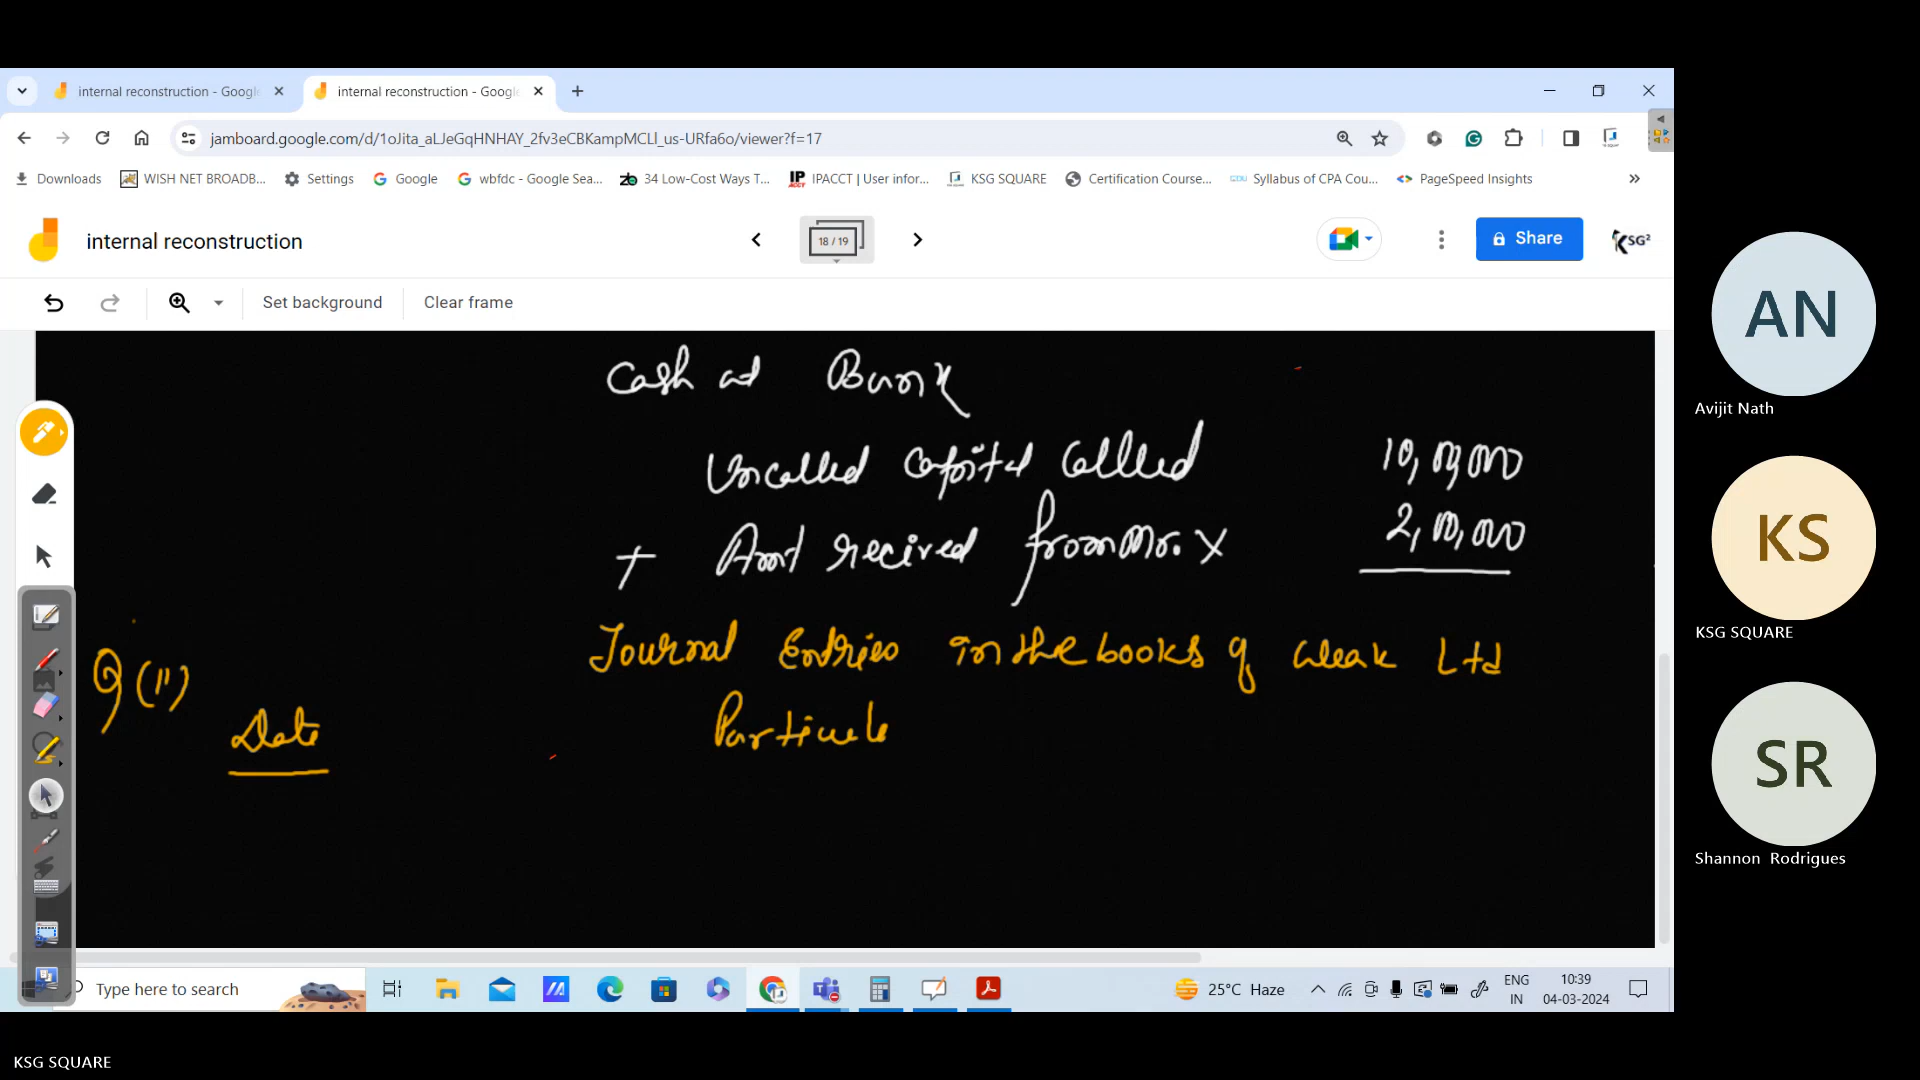 internal reconstruction - Googl
internal reconstruction - Google
jamboard.google.com/d/1oJita_aLJeGqHNHAY_2fv3eCBKampMCLl_us-URfa6o/viewer?f=17
Downloads WISH NET BROADB... Settings Google wbfdc - Google Sea... 34 Low-Cost Ways T... IPACCT | User infor... KSG SQUARE Certification Course... Syllabus of CPA Cou... PageSpeed Insights
internal reconstruction
18 / 19
Share
KSG²
Set background Clear frame
Cash at Bank
Uncalled Capital Called 10,00,000
+ Amt recived from Mr. X 2,00,000
Journal Entries in the books of Weak Ltd
Q (11)
Date Particuls
AN
Avijit Nath
KS
KSG SQUARE
SR
Shannon Rodrigues
Type here to search
25°C Haze
ENG
IN
10:39
04-03-2024
KSG SQUARE